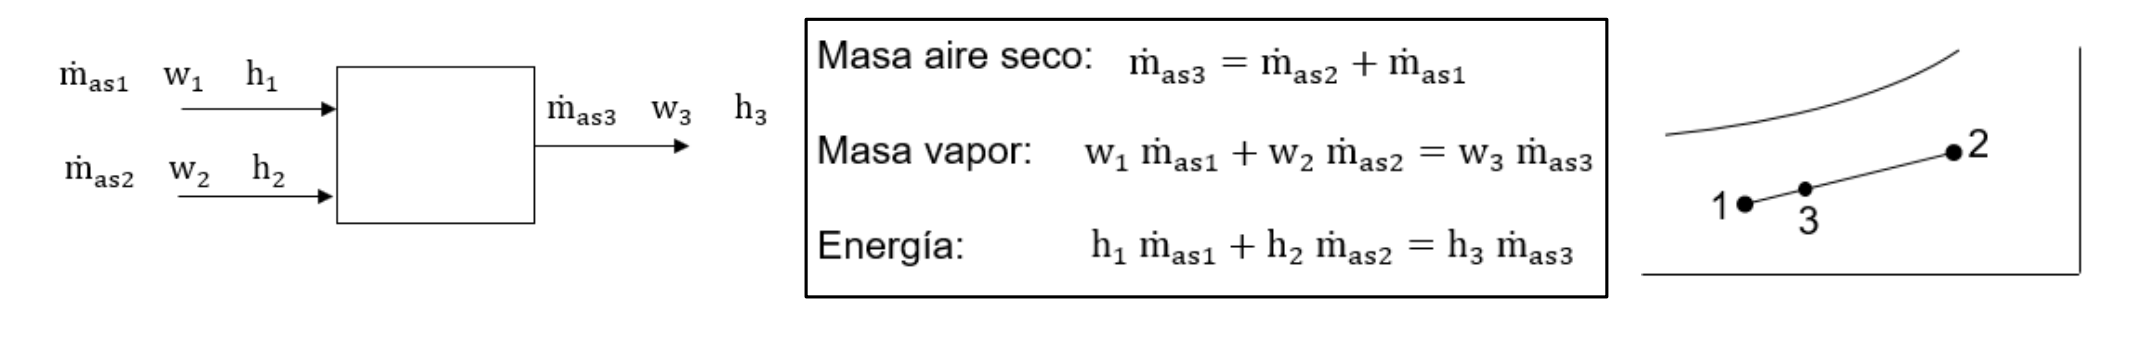 ṁas1 w1 h1
ṁas2 w2 h2
ṁas3 w3 h3
Masa aire seco: ṁas3 = ṁas2 + ṁas1
Masa vapor: w1 ṁas1 + w2 ṁas2 = w3 ṁas3
Energía: h1 ṁas1 + h2 ṁas2 = h3 ṁas3
2
1
3